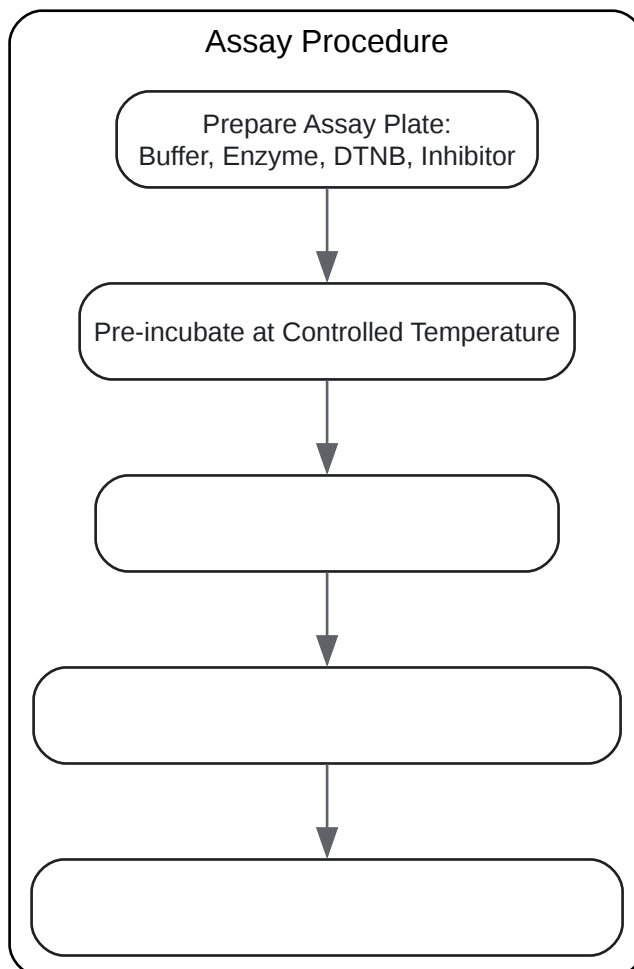 Assay Procedure
Prepare Assay Plate:
Buffer, Enzyme, DTNB, Inhibitor
Pre-incubate at Controlled Temperature